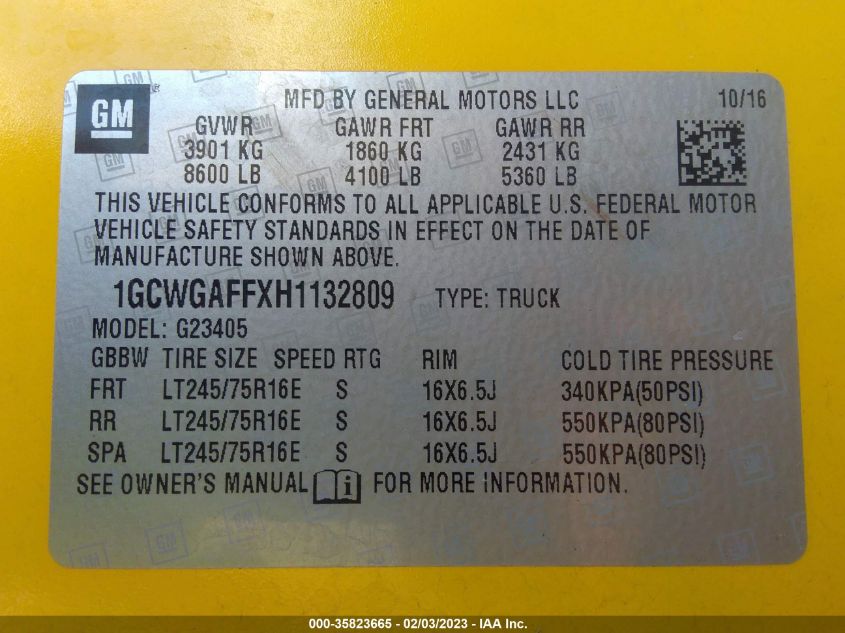 GM MFD BY GENERAL MOTORS LLC 10/16
GVWR GAWR FRT GAWR RR
3901 KG 1860 KG 2431 KG
8600 LB 4100 LB 5360 LB
THIS VEHICLE CONFORMS TO ALL APPLICABLE U.S. FEDERAL MOTOR
VEHICLE SAFETY STANDARDS IN EFFECT ON THE DATE OF
MANUFACTURE SHOWN ABOVE.
1GCWGAFFXH1132809 TYPE: TRUCK
MODEL: G23405
GBBW TIRE SIZE SPEED RTG RIM COLD TIRE PRESSURE
FRT LT245/75R16E S 16X6.5J 340KPA(50PSI)
RR LT245/75R16E S 16X6.5J 550KPA(80PSI)
SPA LT245/75R16E S 16X6.5J 550KPA(80PSI)
SEE OWNER'S MANUAL i FOR MORE INFORMATION.
000-35823665 - 02/03/2023 - IAA Inc.